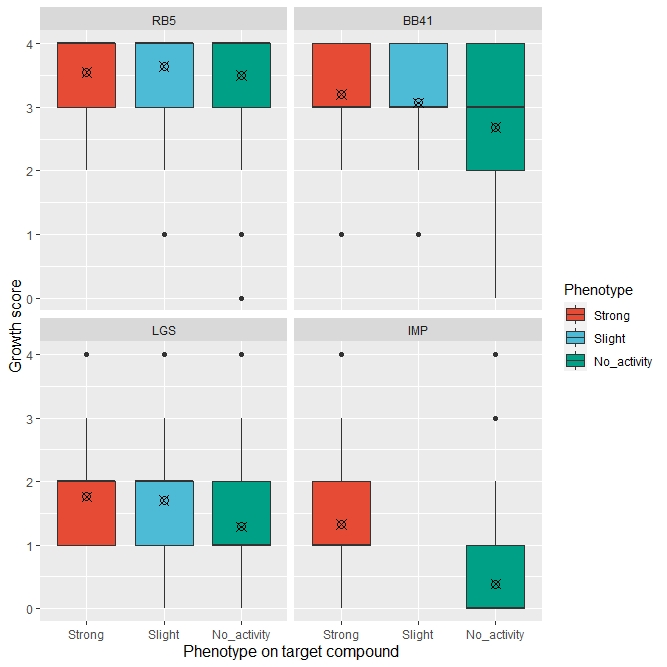 RB5
BB41
4
3
2
1
0
Growth score
LGS
IMP
4
3
2
1
0
Strong
Slight
No_activity
Strong
Slight
No_activity
Phenotype on target compound
Phenotype
Strong
Slight
No_activity